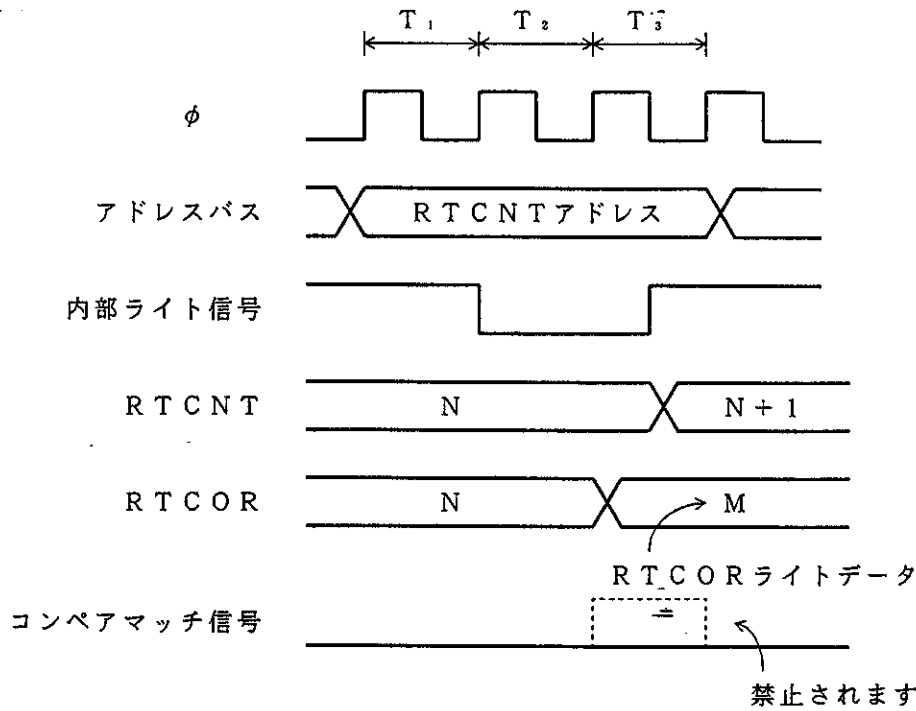 T₁ T₂ T₃
φ
アドレスバス RTCNTアドレス
内部ライト信号
RTCNT N N+1
RTCOR N M
RTCORライトデータ
コンペアマッチ信号
禁止されます